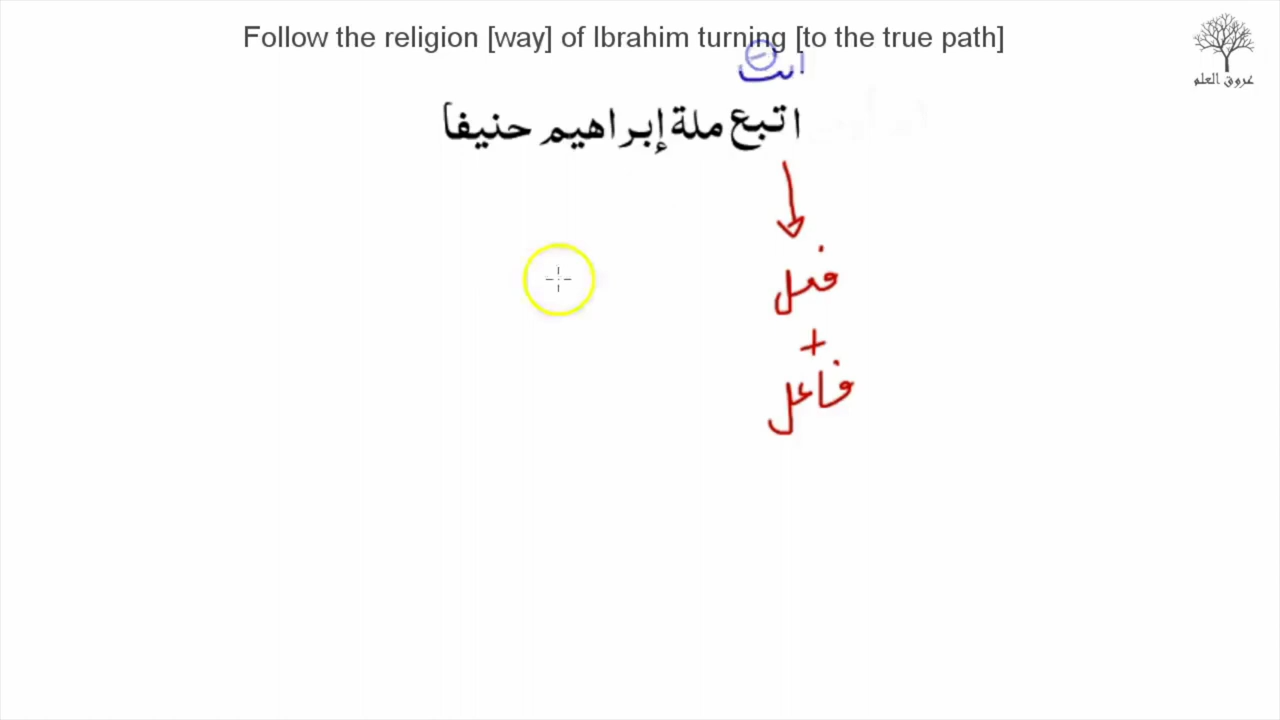 Follow the religion [way] of Ibrahim turning [to the true path]
عروق العلم
انت
اتبع ملة إبراهيم حنيفا
فعل
+
فاعل